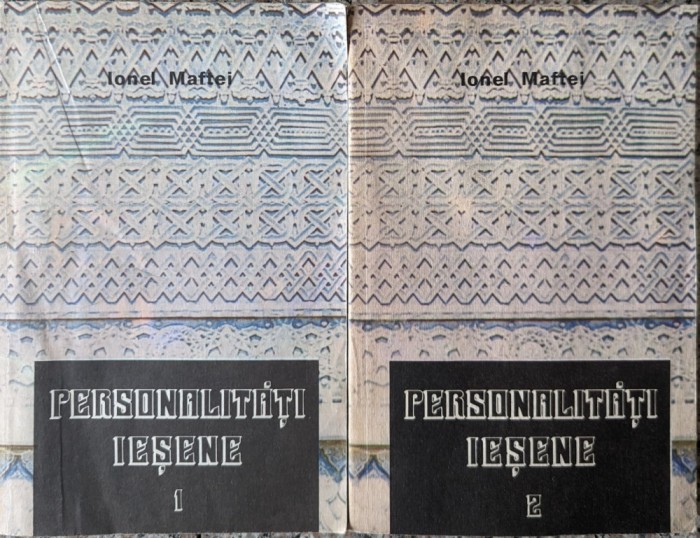 Ionel Maftei
PERSONALITĂȚI
IEȘENE
1
Ionel Maftei
PERSONALITĂȚI
IEȘENE
2